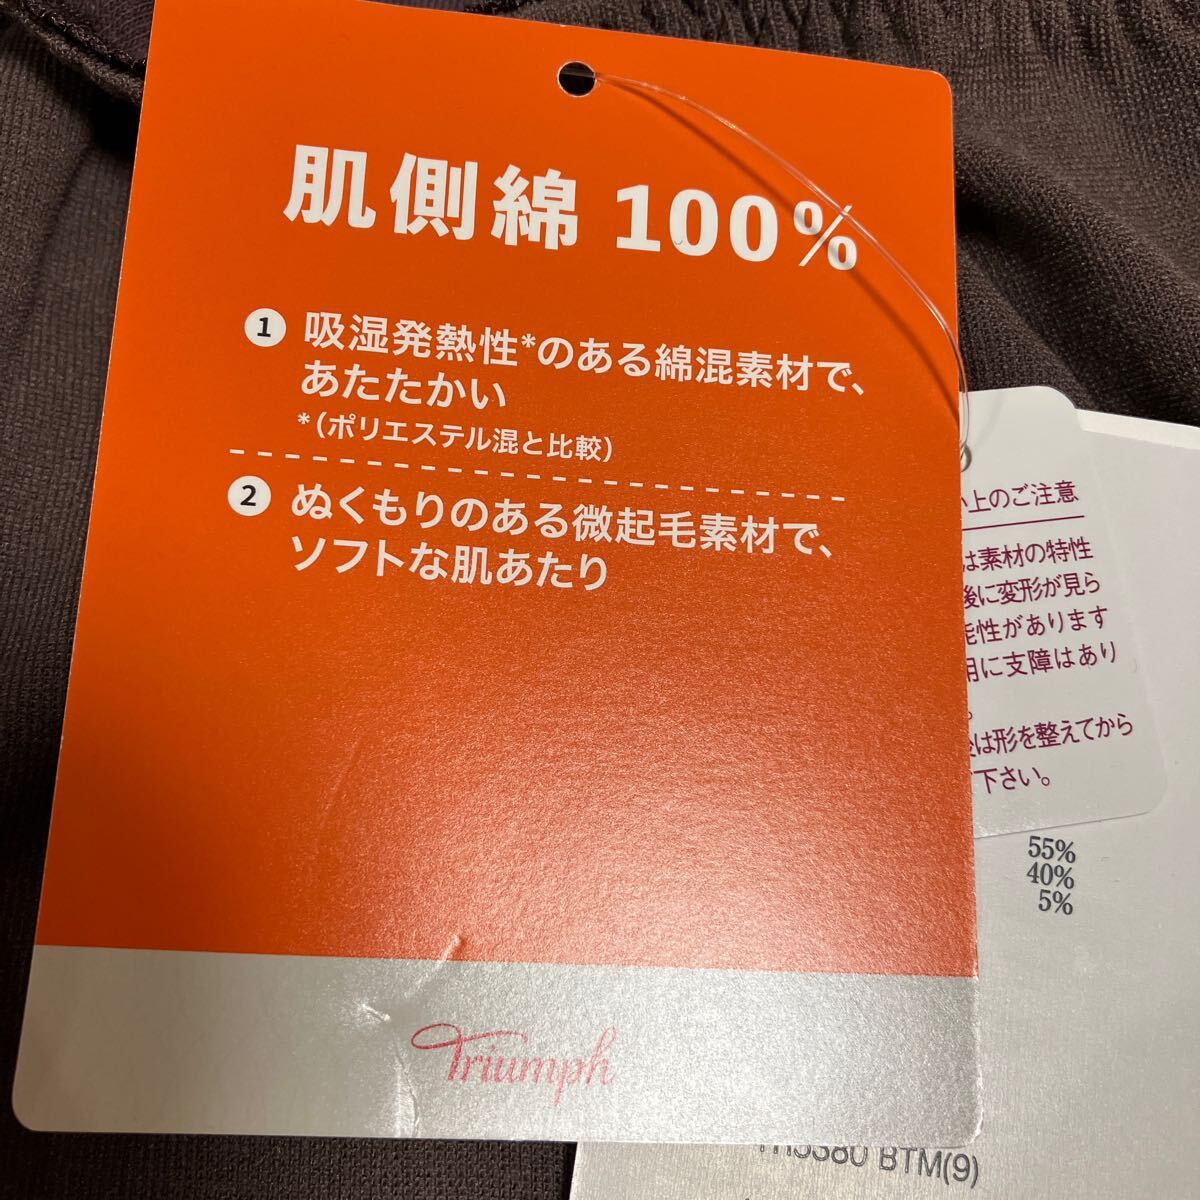 肌側綿 100%
1 吸湿発熱性*のある綿混素材で、
あたたかい
*(ポリエステル混と比較)
2 ぬくもりのある微起毛素材で、
ソフトな肌あたり
Triumph
上のご注意
は素材の特性
後に変形が見ら
能性があります
用に支障はあり
。
は形を整えてから
下さい。
55%
40%
5%
BTM(9)